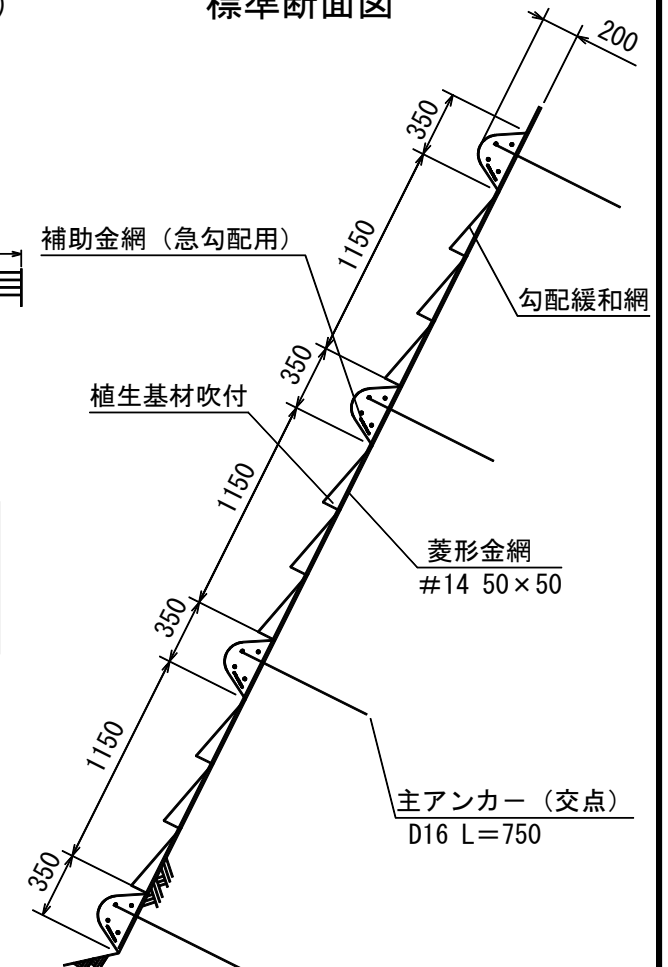 )
標準断面図
200
350
1150
補助金網（急勾配用）
勾配緩和網
350
植生基材吹付
1150
菱形金網
＃14 50×50
350
1150
主アンカー（交点）
D16 L＝750
350